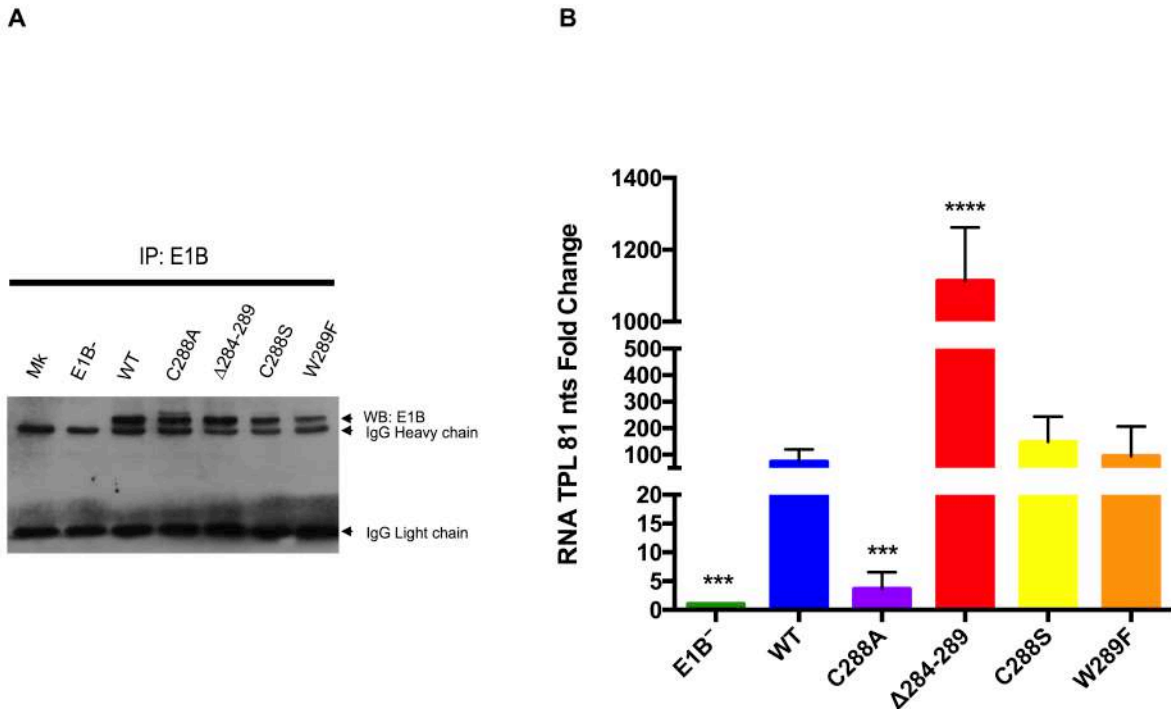 A
IP: E1B
Mk
E1B-
WT
C288A
Δ284-289
C288S
W289F
WB: E1B
IgG Heavy chain
IgG Light chain
B
RNA TPL 81 nts Fold Change
1400
1200
1000
500
400
300
200
100
20
15
10
5
0
***
***
****
E1B⁻
WT
C288A
Δ284-289
C288S
W289F